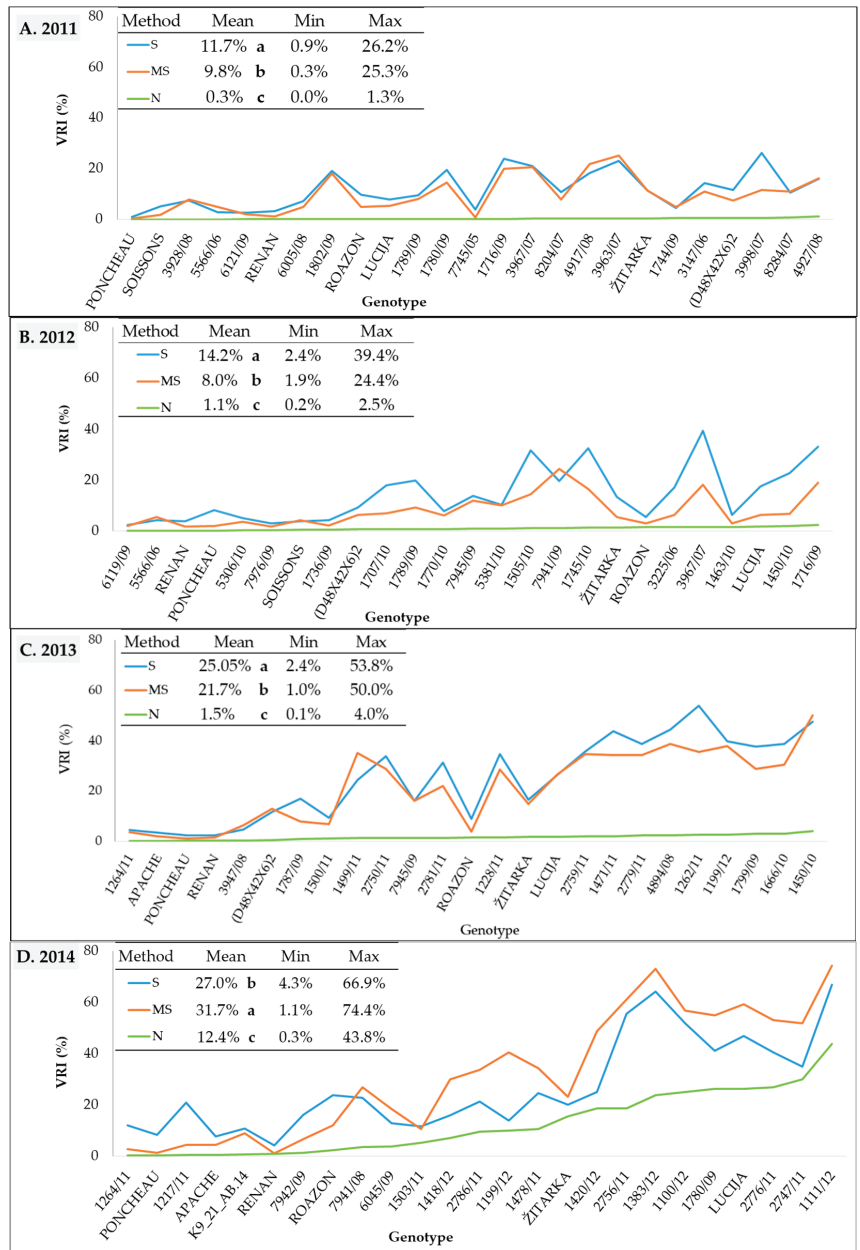 A. 2011
Method Mean Min Max
S 11.7% a 0.9% 26.2%
MS 9.8% b 0.3% 25.3%
N 0.3% c 0.0% 1.3%
VRI (%)
80
60
40
20
0
PONCHEAU SOISSONS 3928/08 5566/06 6121/09 RENAN 6005/08 1802/09 ROAZON LUCIJA 1789/09 1780/09 7745/05 1716/09 3967/07 8204/07 4917/08 3963/07 ŽITARKA 1744/09 3147/06 (D48X42X6)2 3998/07 8284/07 4927/08
Genotype
B. 2012
Method Mean Min Max
S 14.2% a 2.4% 39.4%
MS 8.0% b 1.9% 24.4%
N 1.1% c 0.2% 2.5%
VRI (%)
80
60
40
20
0
6119/09 5566/06 RENAN PONCHEAU 5306/10 7976/09 SOISSONS 1736/09 (D48X42X6)2 1707/10 1789/09 1770/10 7945/09 5381/10 1505/10 7941/09 1745/10 ŽITARKA ROAZON 3225/06 3967/07 1463/10 LUCIJA 1450/10 1716/09
Genotype
C. 2013
Method Mean Min Max
S 25.05% a 2.4% 53.8%
MS 21.7% b 1.0% 50.0%
N 1.5% c 0.1% 4.0%
VRI (%)
80
60
40
20
0
1264/11 APACHE PONCHEAU RENAN 3947/08 (D48X42X6)2 1787/09 1500/11 1499/11 2750/11 7945/09 2781/11 ROAZON 1228/11 ŽITARKA LUCIJA 2759/11 1471/11 2779/11 4894/08 1262/11 1199/12 1799/09 1666/10 1450/10
Genotype
D. 2014
Method Mean Min Max
S 27.0% b 4.3% 66.9%
MS 31.7% a 1.1% 74.4%
N 12.4% c 0.3% 43.8%
VRI (%)
80
60
40
20
0
1264/11 PONCHEAU 1217/11 APACHE K9_21_AB.14 RENAN 7942/09 ROAZON 7941/08 6045/09 1503/11 1418/12 2786/11 1199/12 1478/11 ŽITARKA 1420/12 2756/11 1383/12 1100/12 1780/09 LUCIJA 2776/11 2747/11 1111/12
Genotype